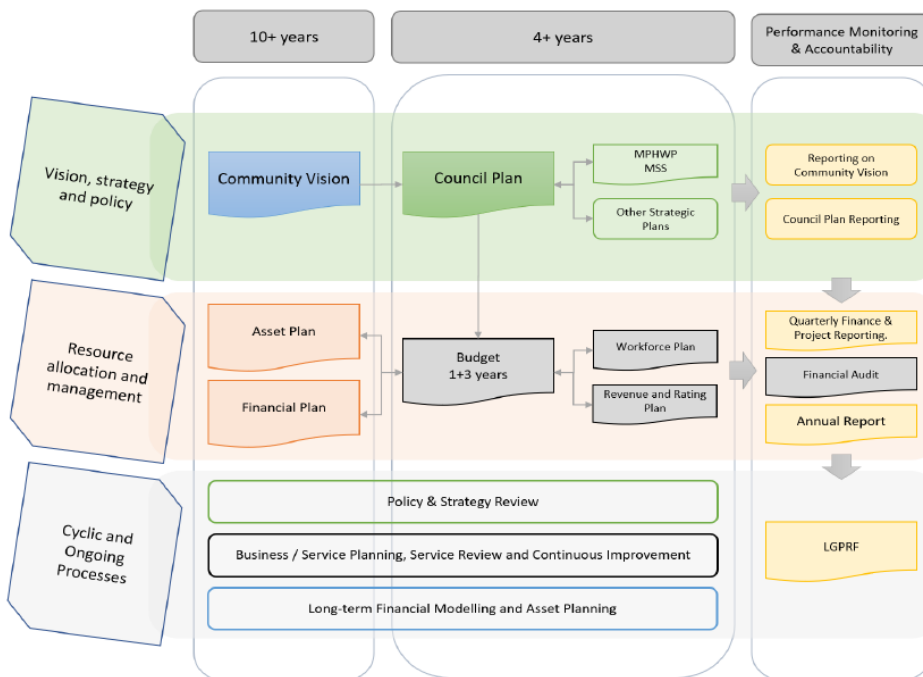 10+ years
4+ years
Performance Monitoring
& Accountability
Vision, strategy
and policy
Community Vision
Council Plan
MPHWP
MSS
Other Strategic
Plans
Reporting on
Community Vision
Council Plan Reporting
Resource
allocation and
management
Asset Plan
Financial Plan
Budget
1+3 years
Workforce Plan
Revenue and Rating
Plan
Quarterly Finance &
Project Reporting.
Financial Audit
Annual Report
Cyclic and
Ongoing
Processes
Policy & Strategy Review
Business / Service Planning, Service Review and Continuous Improvement
Long-term Financial Modelling and Asset Planning
LGPRF